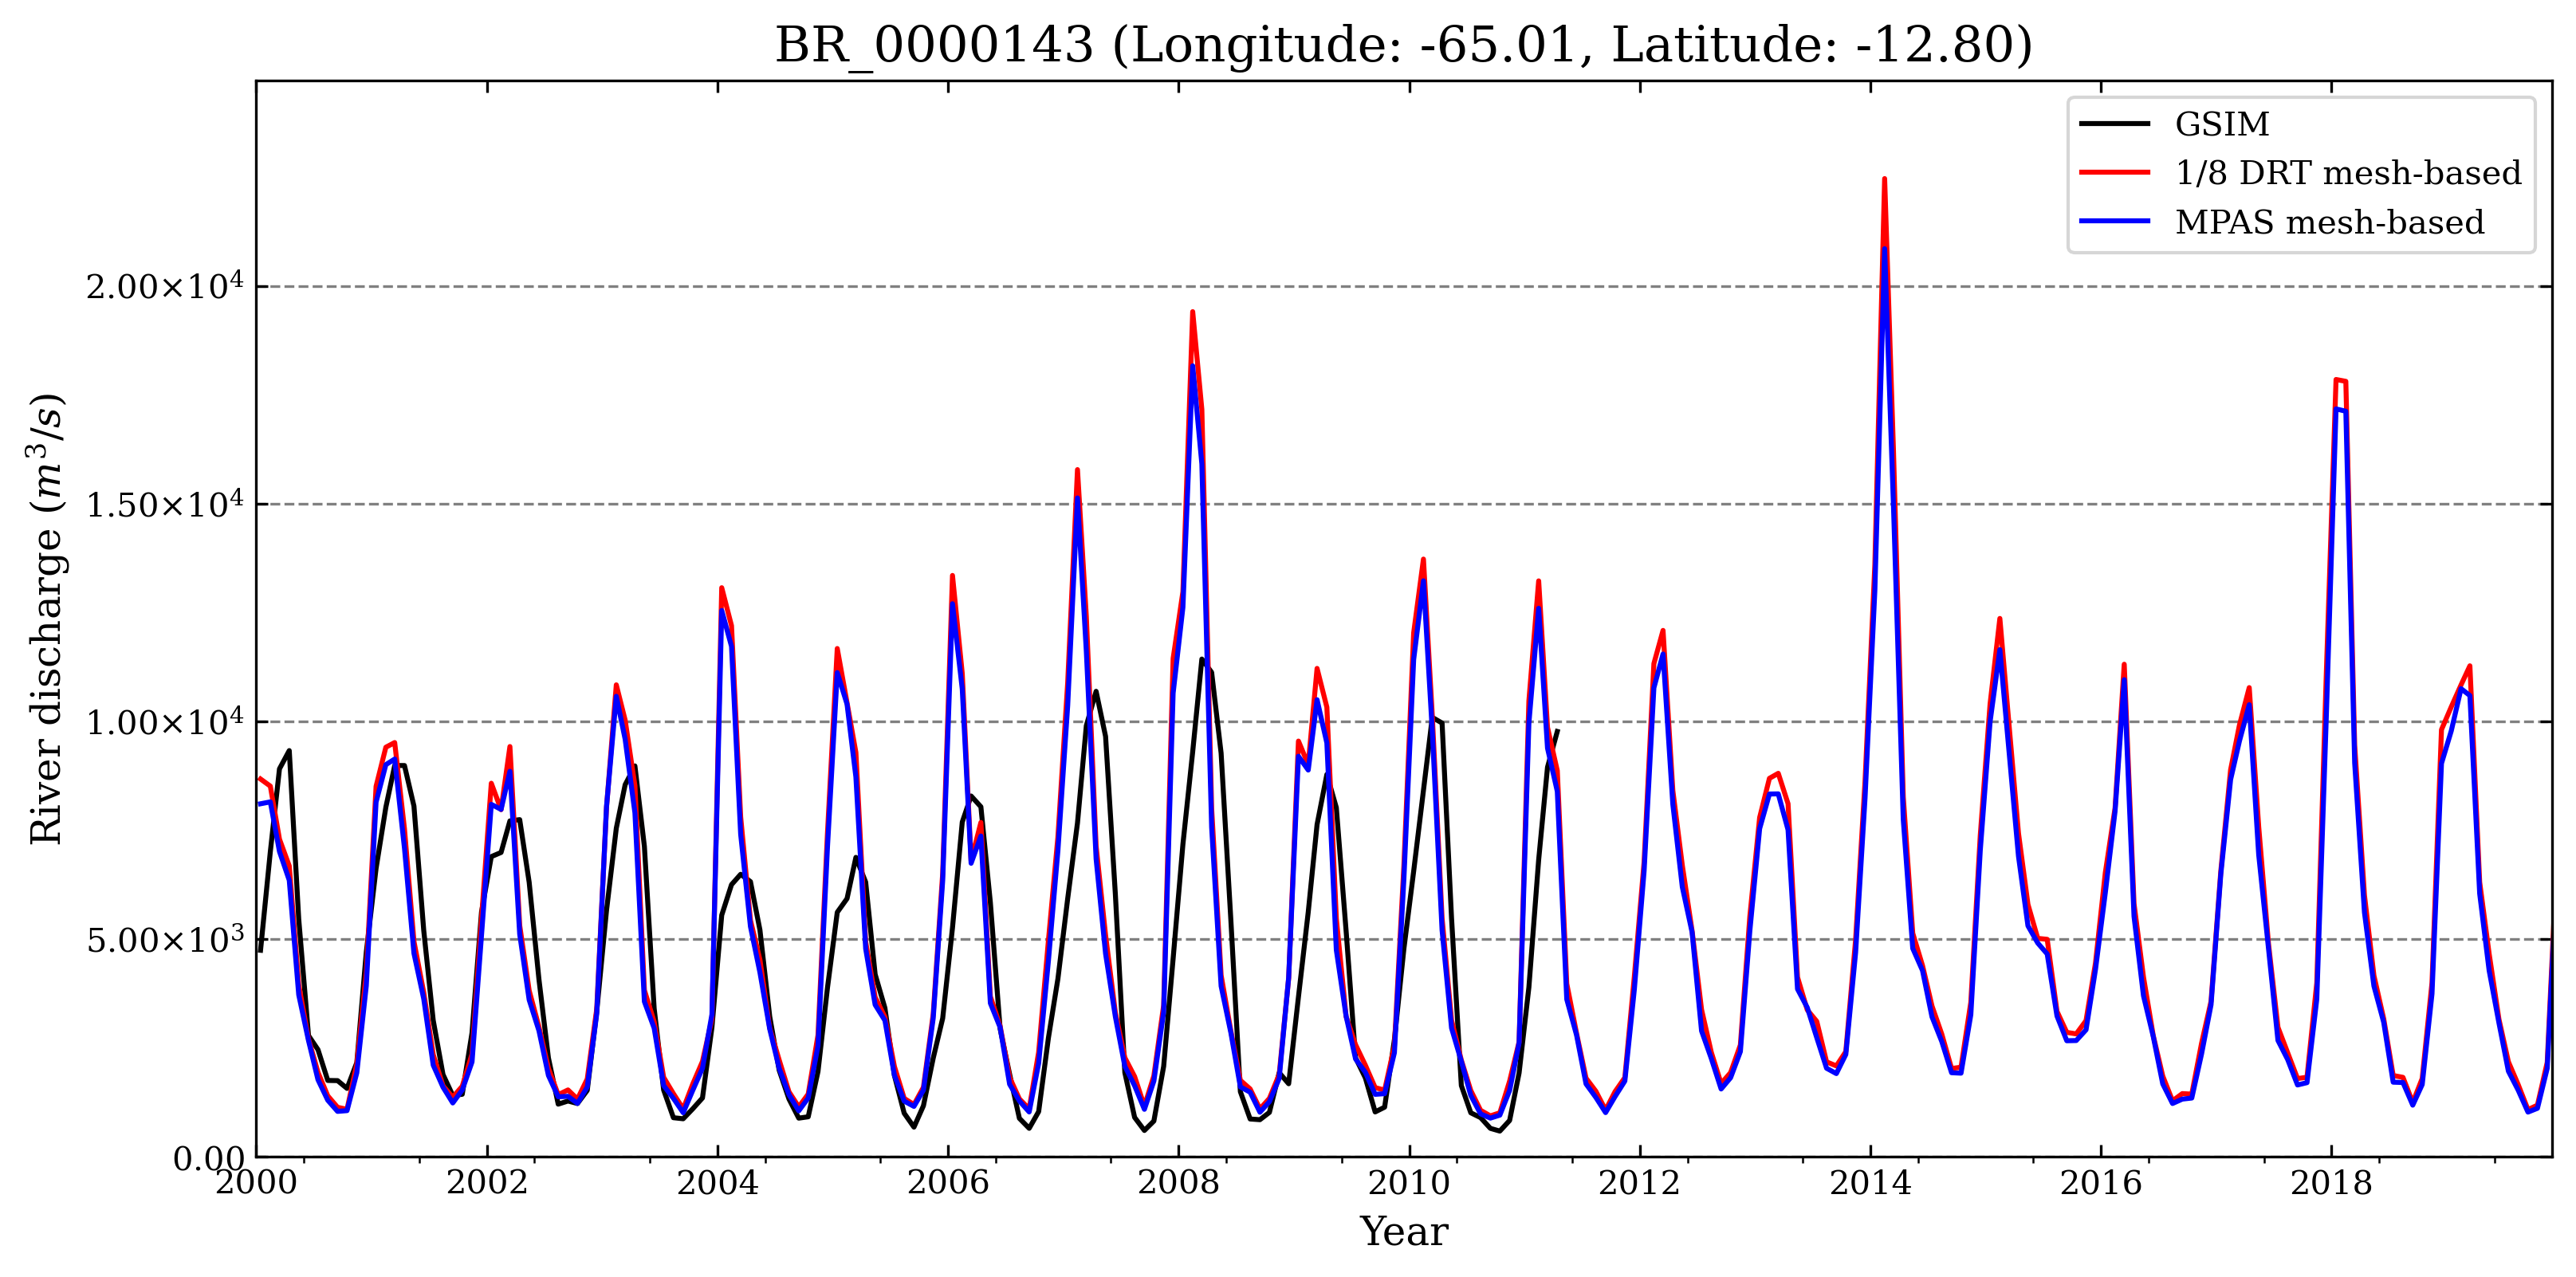 BR_0000143 (Longitude: -65.01, Latitude: -12.80)
GSIM
1/8 DRT mesh-based
MPAS mesh-based
River discharge (m³/s)
2.00×10⁴
1.50×10⁴
1.00×10⁴
5.00×10³
0.00
2000 2002 2004 2006 2008 2010 2012 2014 2016 2018
Year